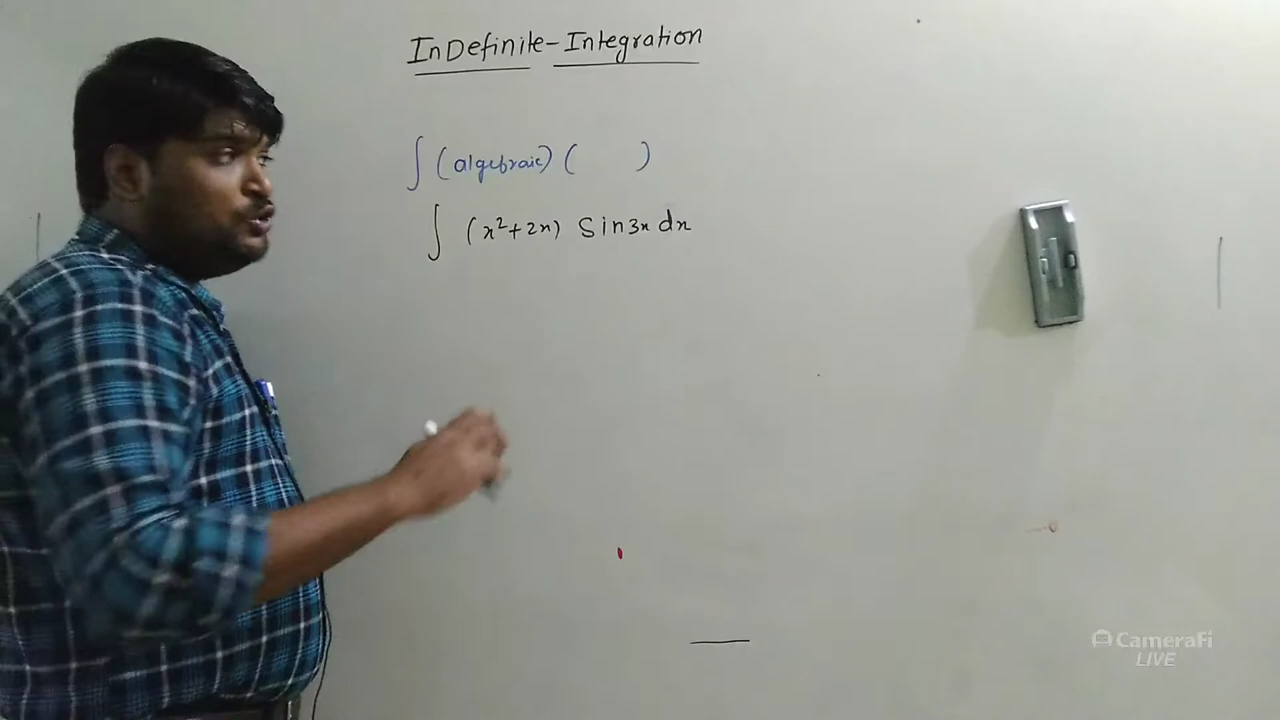 InDefinite-Integration
∫ (algebraic) (      )
∫ (x²+2x) Sin3x dx
CameraFi
LIVE